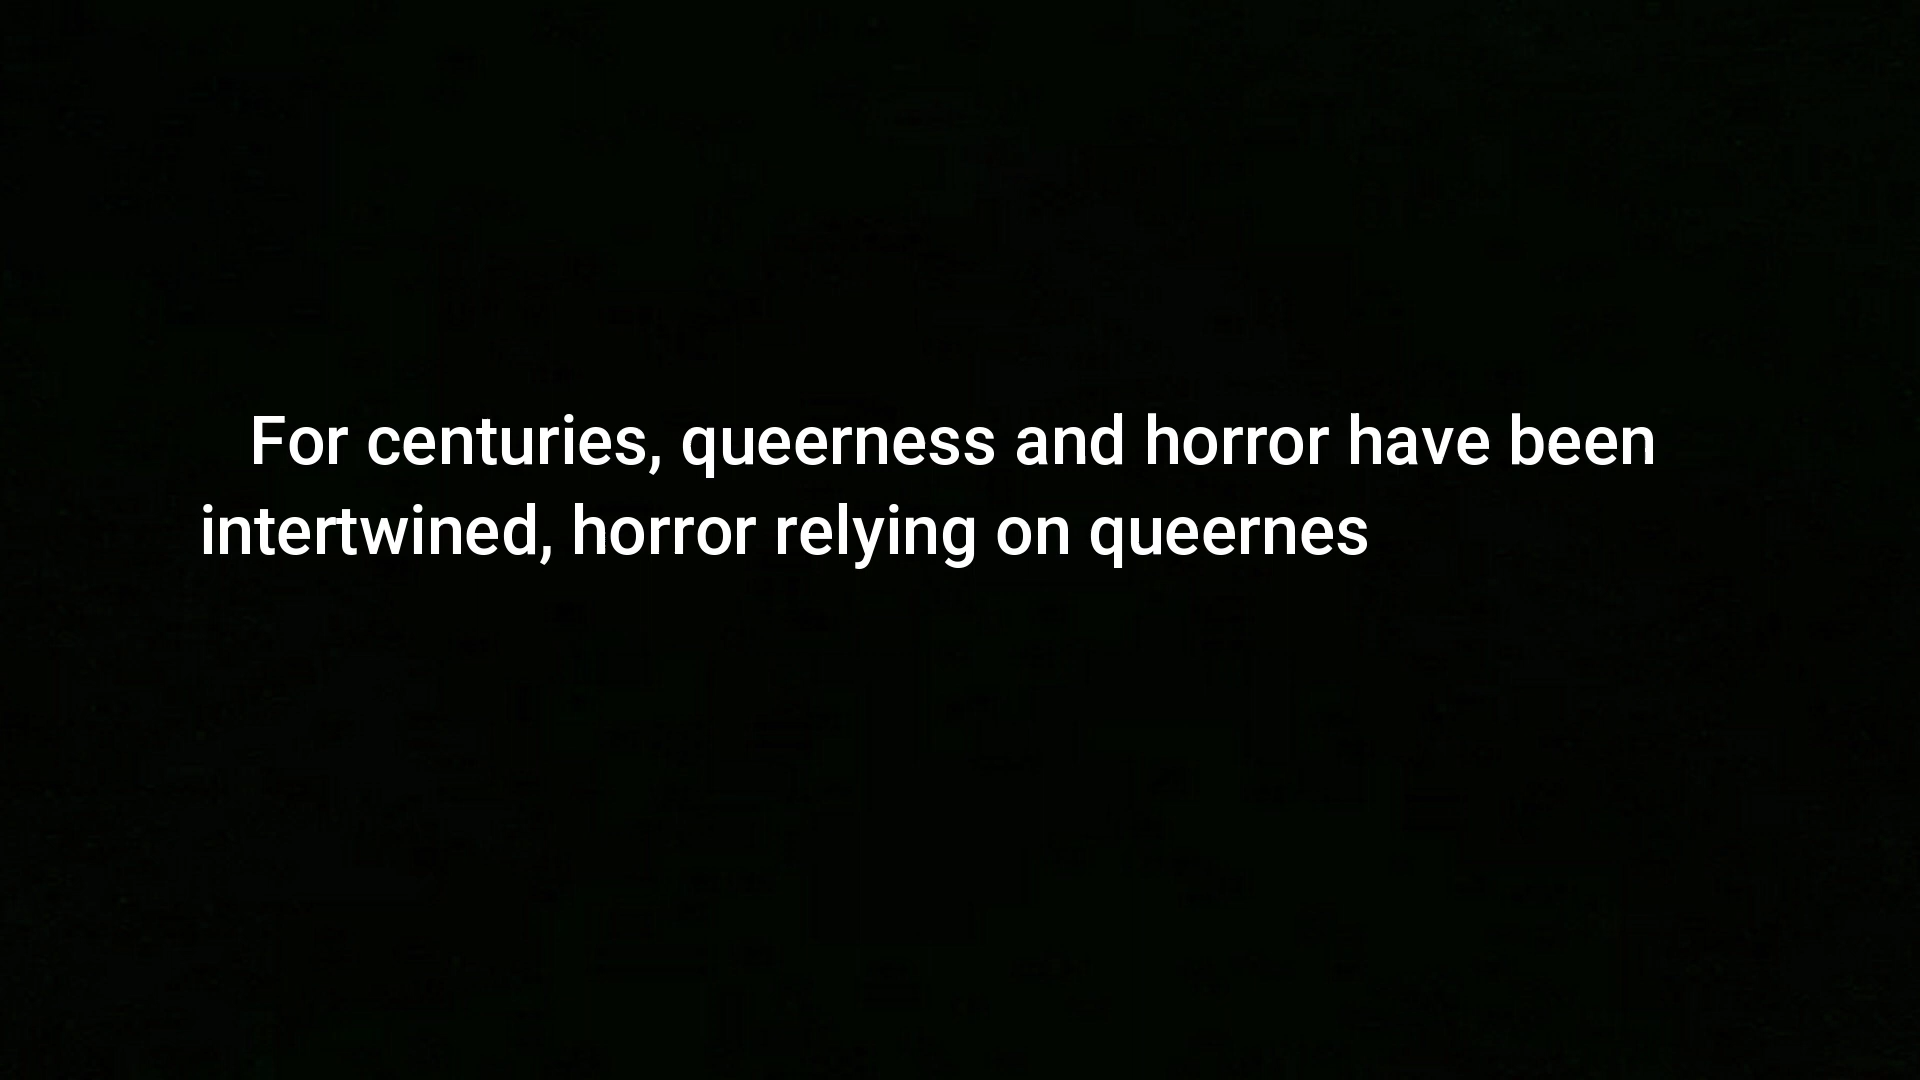 For centuries, queerness and horror have been
intertwined, horror relying on queernes